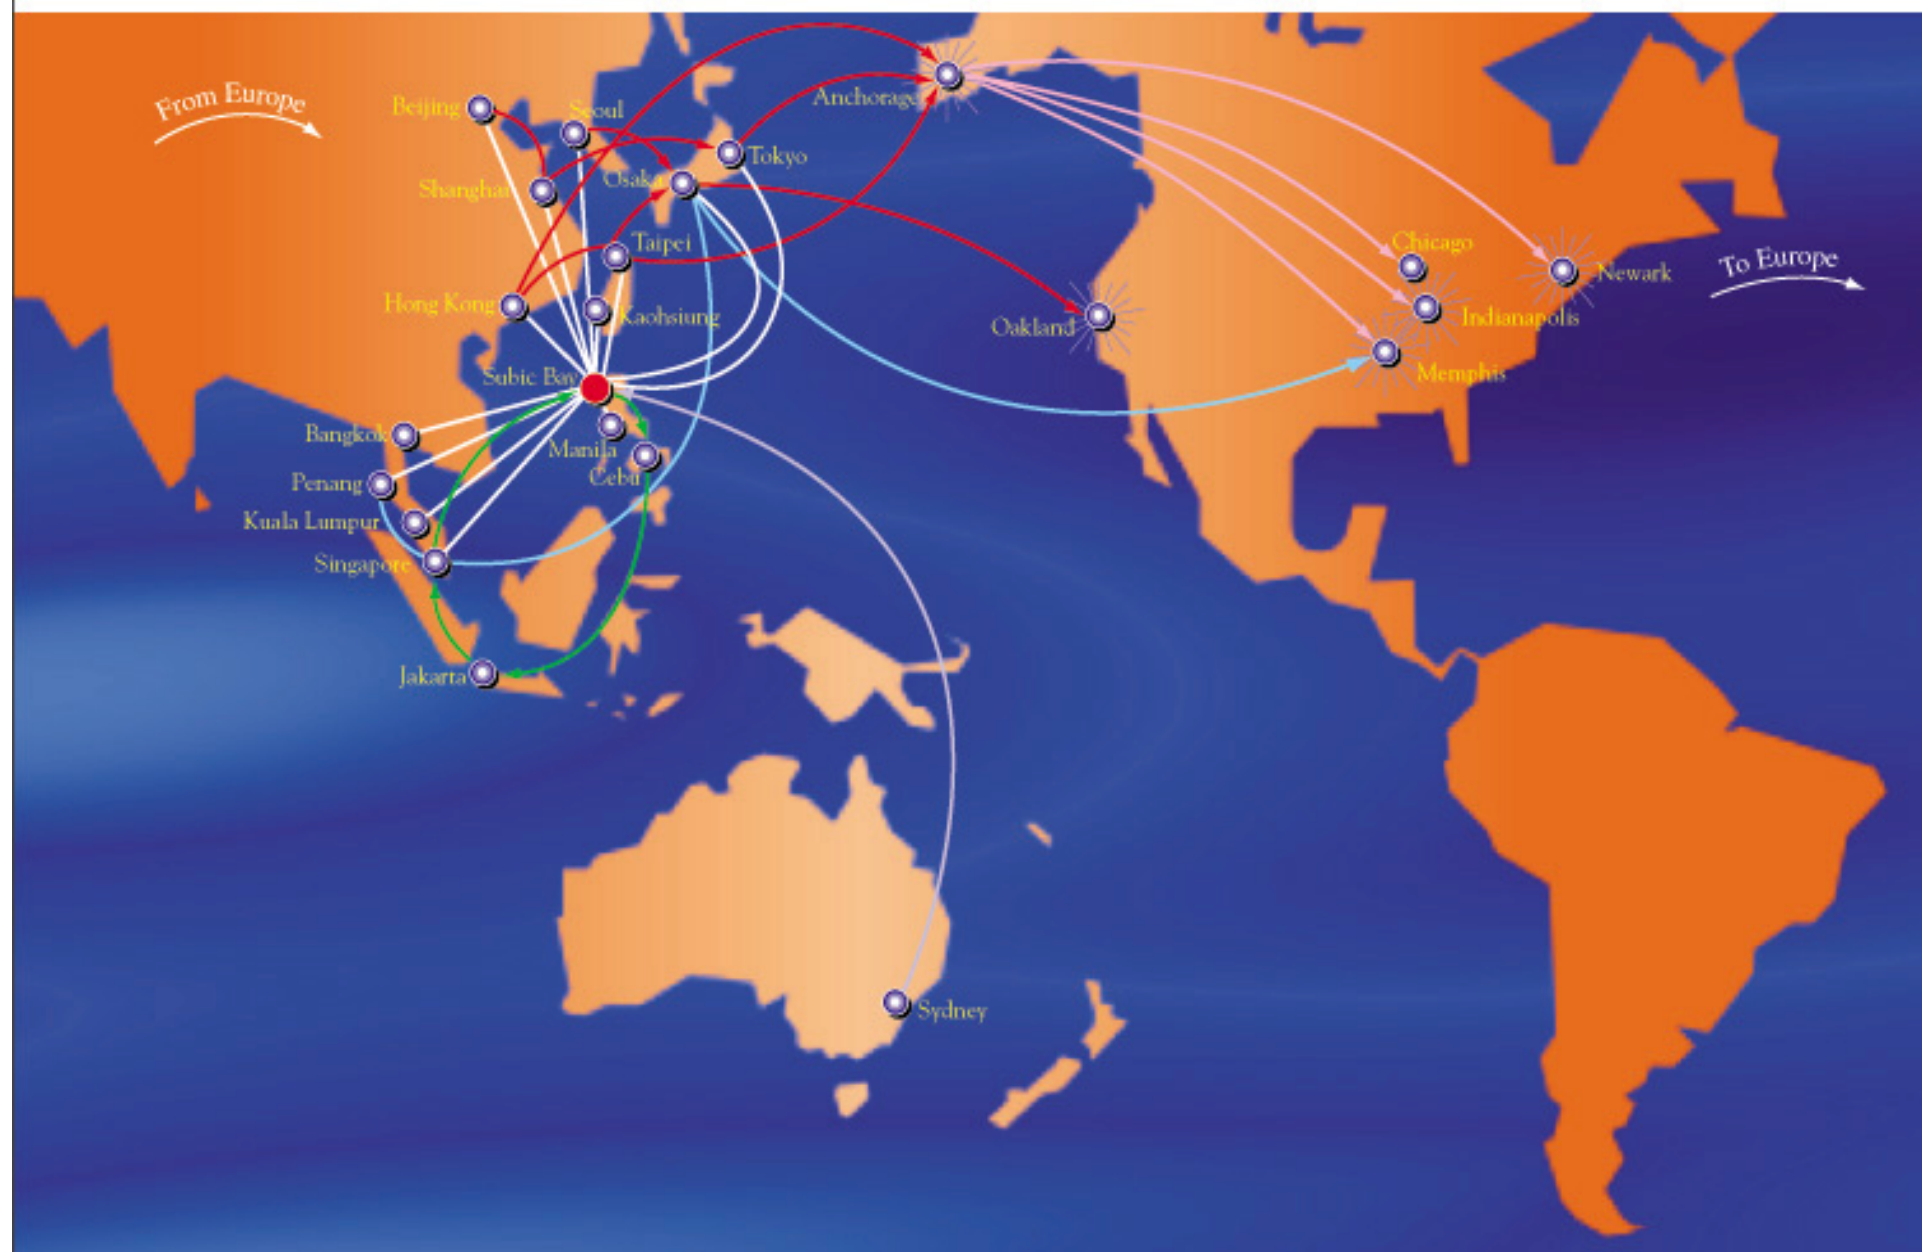 From Europe
Beijing
Seoul
Anchorage
Tokyo
Shanghai
Osaka
Taipei
Chicago
Newark
To Europe
Hong Kong
Kaohsiung
Oakland
Indianapolis
Subic Bay
Memphis
Bangkok
Manila
Cebu
Penang
Kuala Lumpur
Singapore
Jakarta
Sydney